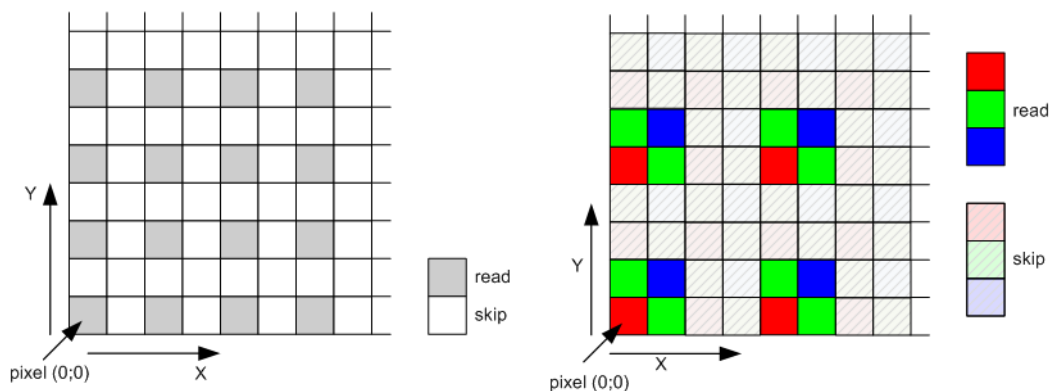 Y
read
skip
pixel (0;0)
X
read
skip
Y
X
pixel (0;0)